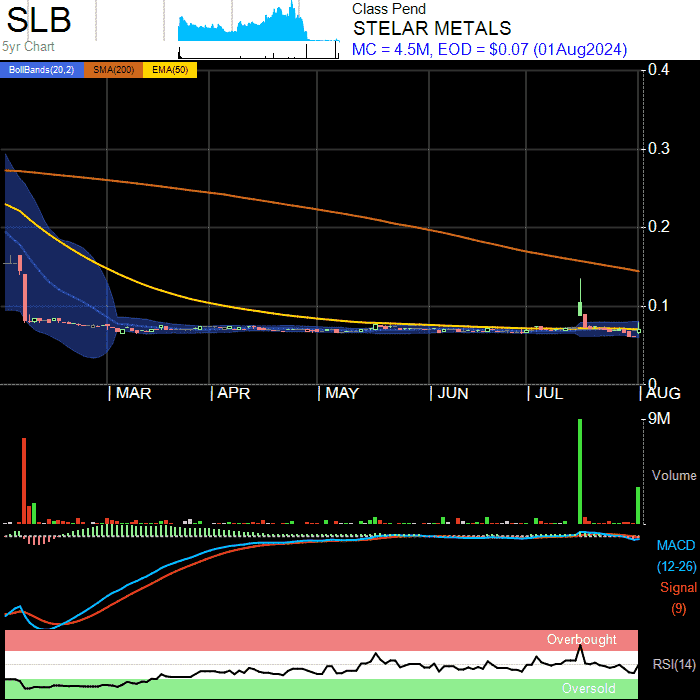 SLB
5yr Chart
Class Pend
STELAR METALS
MC = 4.5M, EOD = $0.07 (01Aug2024)
BollBands(20,2) SMA(200) EMA(50)
0.4
0.3
0.2
0.1
0
MAR APR MAY JUN JUL AUG
9M
Volume
MACD
(12-26)
Signal
(9)
Overbought
RSI(14)
Oversold